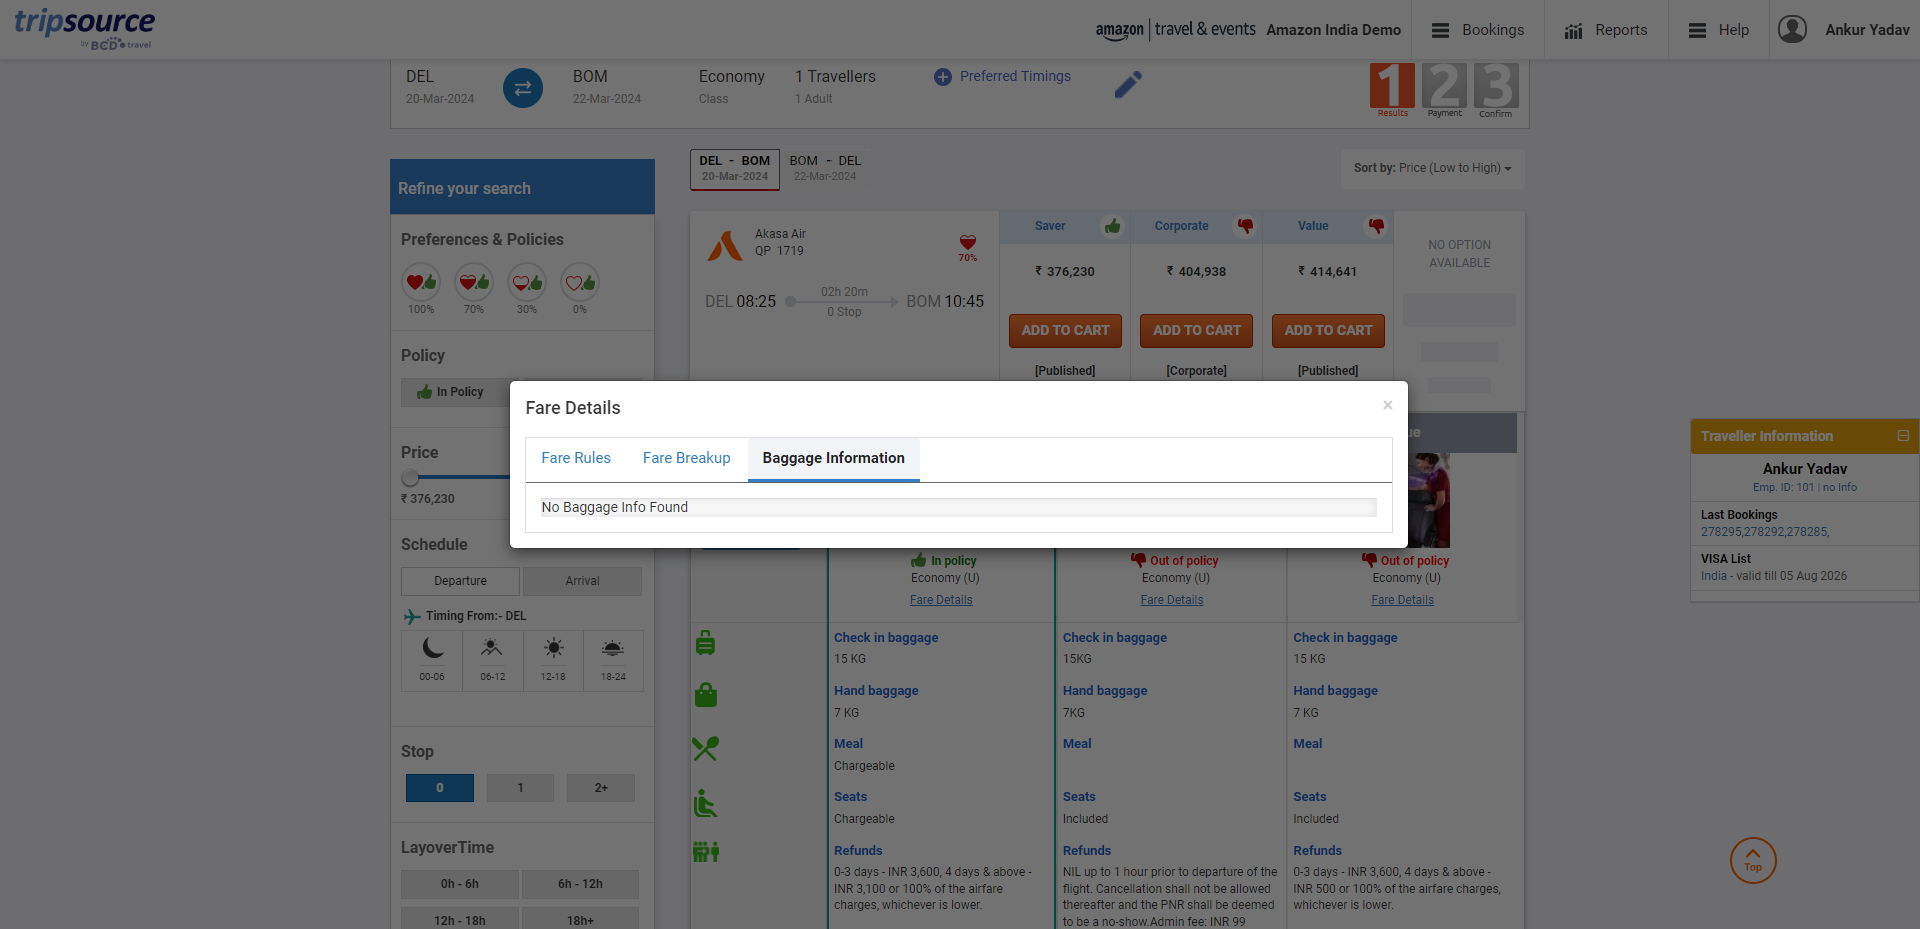 tripsource
by BCD travel
amazon | travel & events
Amazon India Demo
Bookings
Reports
Help
Ankur Yadav
DEL
20-Mar-2024
BOM
22-Mar-2024
Economy
Class
1 Travellers
1 Adult
Preferred Timings
1
Results
2
Payment
3
Confirm
DEL - BOM
20-Mar-2024
BOM - DEL
22-Mar-2024
Sort by: Price (Low to High)
Refine your search
Preferences & Policies
100%
70%
30%
0%
Policy
In Policy
Price
₹ 376,230
Schedule
Departure
Arrival
Timing From:- DEL
00-06
06-12
12-18
18-24
Stop
0
1
2+
LayoverTime
0h - 6h
6h - 12h
12h - 18h
18h+
Akasa Air
QP 1719
70%
DEL 08:25
02h 20m
0 Stop
BOM 10:45
Saver
₹ 376,230
ADD TO CART
[Published]
Corporate
₹ 404,938
ADD TO CART
[Corporate]
Value
₹ 414,641
ADD TO CART
[Published]
NO OPTION
AVAILABLE
Fare Details
×
Fare Rules
Fare Breakup
Baggage Information
No Baggage Info Found
In policy
Economy (U)
Fare Details
Out of policy
Economy (U)
Fare Details
Out of policy
Economy (U)
Fare Details
Check in baggage
15 KG
Hand baggage
7 KG
Meal
Chargeable
Seats
Chargeable
Refunds
0-3 days - INR 3,600, 4 days & above -
INR 3,100 or 100% of the airfare
charges, whichever is lower.
Check in baggage
15KG
Hand baggage
7KG
Meal
Seats
Included
Refunds
NIL up to 1 hour prior to departure of the
flight. Cancellation shall not be allowed
thereafter and the PNR shall be deemed
to be a no-show.Admin fee: INR 99
Check in baggage
15 KG
Hand baggage
7 KG
Meal
Seats
Included
Refunds
0-3 days - INR 3,600, 4 days & above -
INR 500 or 100% of the airfare charges,
whichever is lower.
Traveller Information
Ankur Yadav
Emp. ID: 101 | no Info
Last Bookings
278295,278292,278285,
VISA List
India - valid till 05 Aug 2026
Top